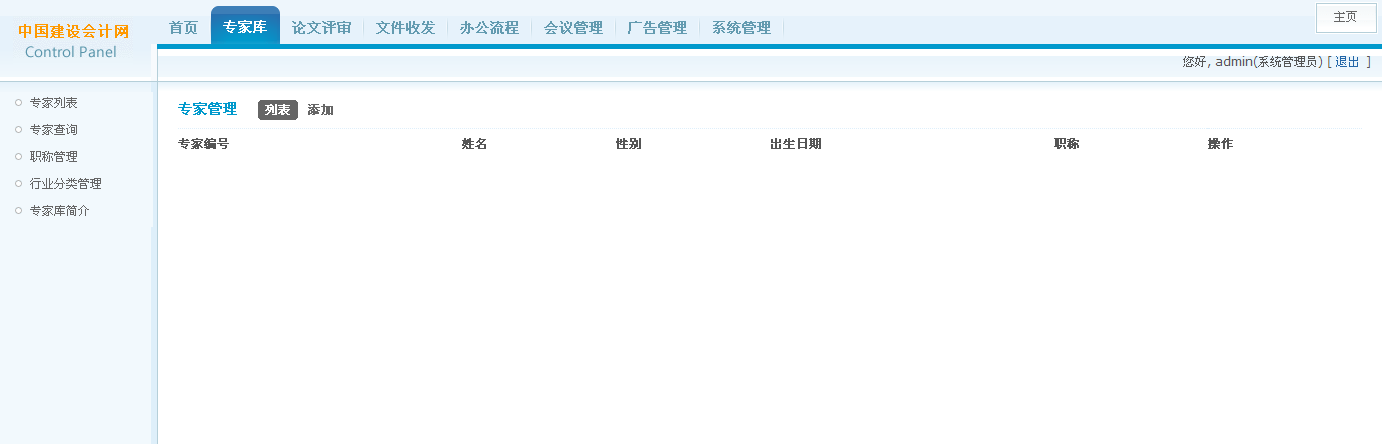 中国建设会计网
Control Panel
首页 专家库 论文评审 文件收发 办公流程 会议管理 广告管理 系统管理
主页
您好, admin(系统管理员) [ 退出 ]
专家列表
专家查询
职称管理
行业分类管理
专家库简介
专家管理 列表 添加
专家编号 姓名 性别 出生日期 职称 操作